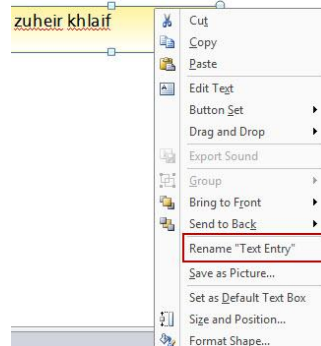 zuheir khlaif
Cut
Copy
Paste
Edit Text
Button Set
Drag and Drop
Export Sound
Group
Bring to Front
Send to Back
Rename "Text Entry"
Save as Picture...
Set as Default Text Box
Size and Position...
Format Shape...